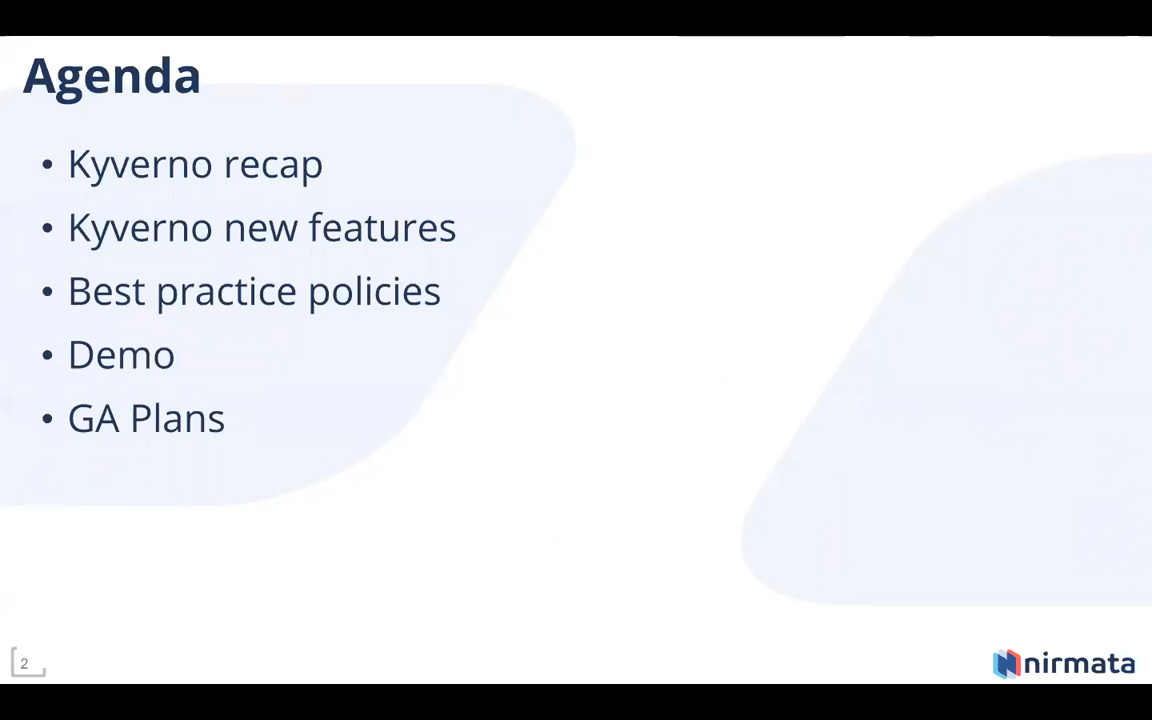 Agenda
• Kyverno recap
• Kyverno new features
• Best practice policies
• Demo
• GA Plans
2
nirmata